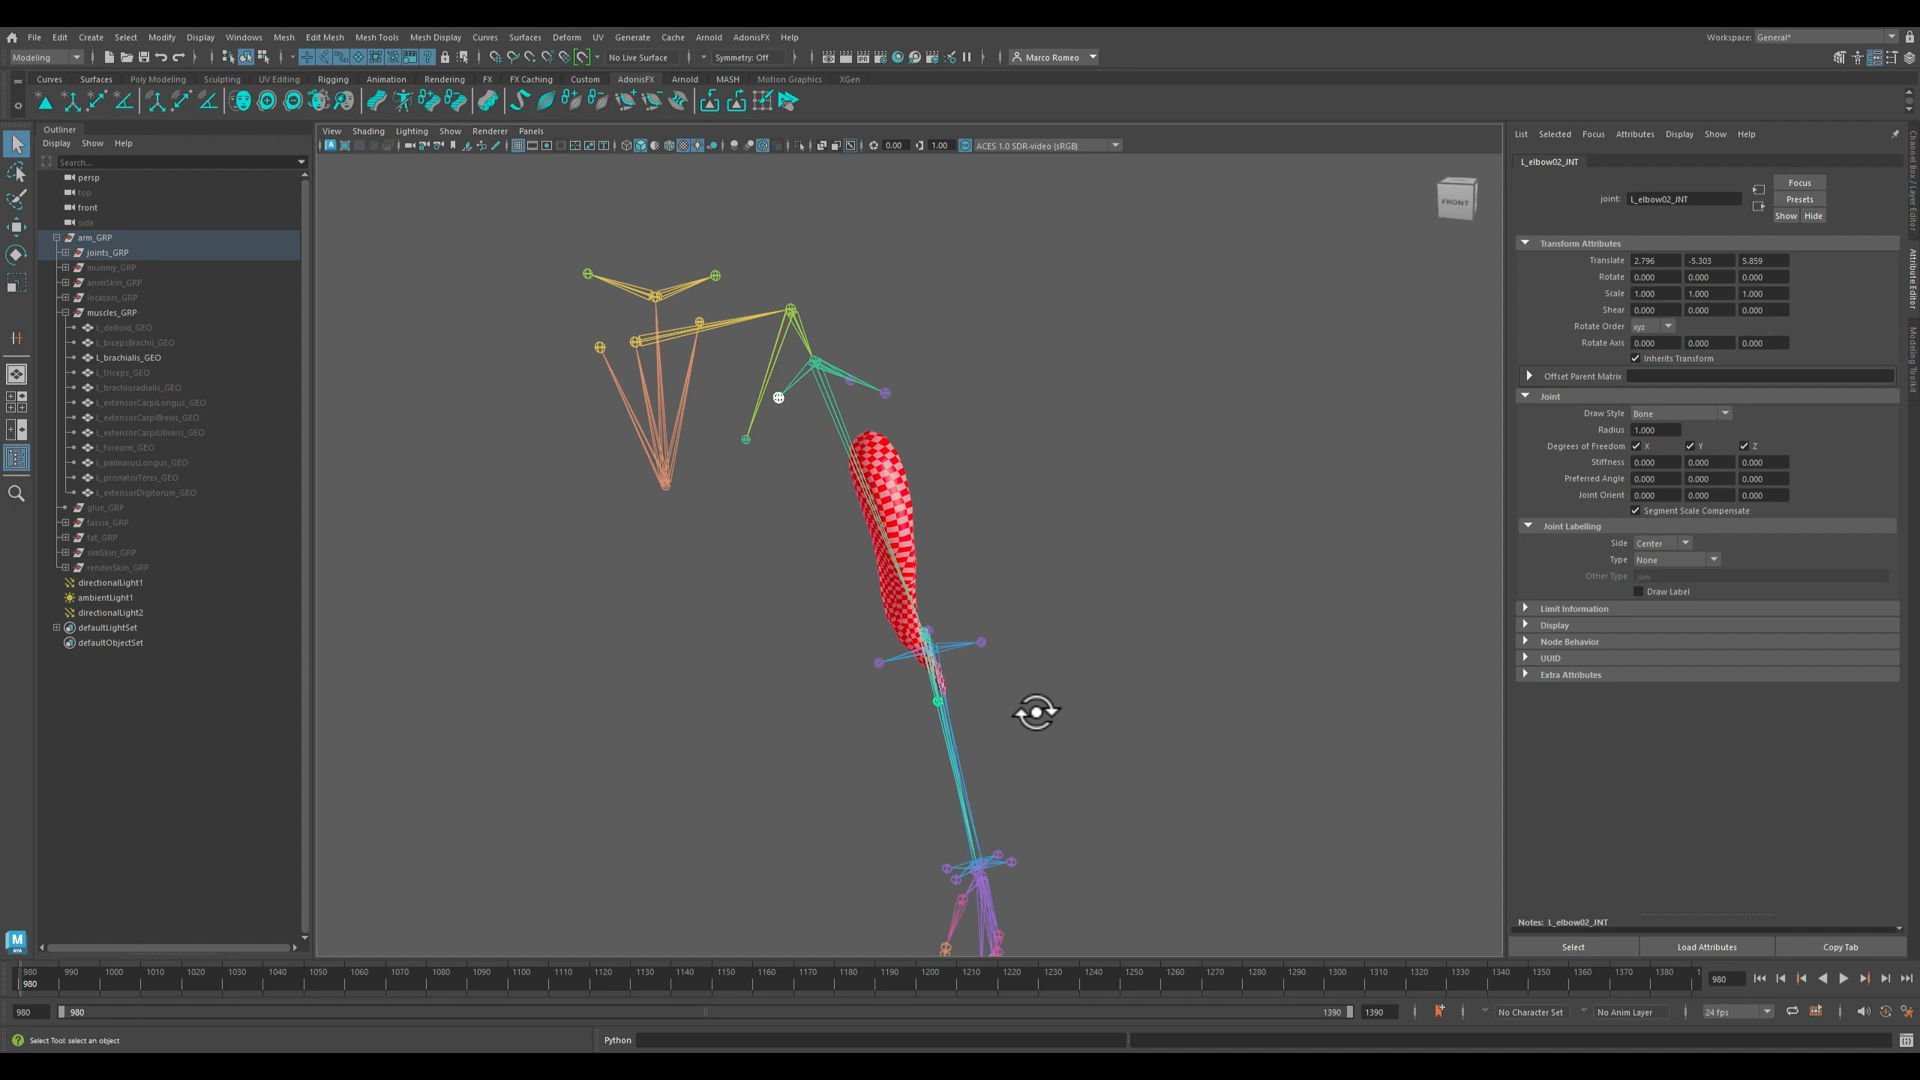 File Edit Create Select Modify Display Windows Mesh Edit Mesh Mesh Tools Mesh Display Curves Surfaces Deform UV Generate Cache Arnold AdonisFX Help
Workspace: General*
Modeling
No Live Surface
Symmetry: Off
Marco Romeo
Curves Surfaces Poly Modeling Sculpting UV Editing Rigging Animation Rendering FX FX Caching Custom AdonisFX Arnold MASH Motion Graphics XGen
Outliner
Display Show Help
Search...
persp
top
front
side
arm_GRP
joints_GRP
mummy_GRP
animSkin_GRP
locators_GRP
muscles_GRP
L_deltoid_GEO
L_bicepsBrachii_GEO
L_brachialis_GEO
L_triceps_GEO
L_brachioradialis_GEO
L_extensorCarpiLongus_GEO
L_extensorCarpiBrevis_GEO
L_extensorCarpiUlnaris_GEO
L_forearm_GEO
L_palmarusLongus_GEO
L_pronatorTeres_GEO
L_extensorDigitorum_GEO
glue_GRP
fascia_GRP
fat_GRP
simSkin_GRP
renderSkin_GRP
directionalLight1
ambientLight1
directionalLight2
defaultLightSet
defaultObjectSet
View Shading Lighting Show Renderer Panels
0.00 1.00 ACES 1.0 SDR-video (sRGB)
FRONT
List Selected Focus Attributes Display Show Help
L_elbow02_JNT
joint: L_elbow02_JNT
Focus
Presets
Show Hide
Transform Attributes
Translate 2.796 -5.303 5.859
Rotate 0.000 0.000 0.000
Scale 1.000 1.000 1.000
Shear 0.000 0.000 0.000
Rotate Order xyz
Rotate Axis 0.000 0.000 0.000
Inherits Transform
Offset Parent Matrix
Joint
Draw Style Bone
Radius 1.000
Degrees of Freedom X Y Z
Stiffness 0.000 0.000 0.000
Preferred Angle 0.000 0.000 0.000
Joint Orient 0.000 0.000 0.000
Segment Scale Compensate
Joint Labelling
Side Center
Type None
Other Type jaw
Draw Label
Limit Information
Display
Node Behavior
UUID
Extra Attributes
Notes: L_elbow02_JNT
Select Load Attributes Copy Tab
Channel Box / Layer Editor
Attribute Editor
Modeling Toolkit
980 990 1000 1010 1020 1030 1040 1050 1060 1070 1080 1090 1100 1110 1120 1130 1140 1150 1160 1170 1180 1190 1200 1210 1220 1230 1240 1250 1260 1270 1280 1290 1300 1310 1320 1330 1340 1350 1360 1370 1380 1
980
980
980 980 1390 1390 No Character Set No Anim Layer 24 fps
Select Tool: select an object
Python